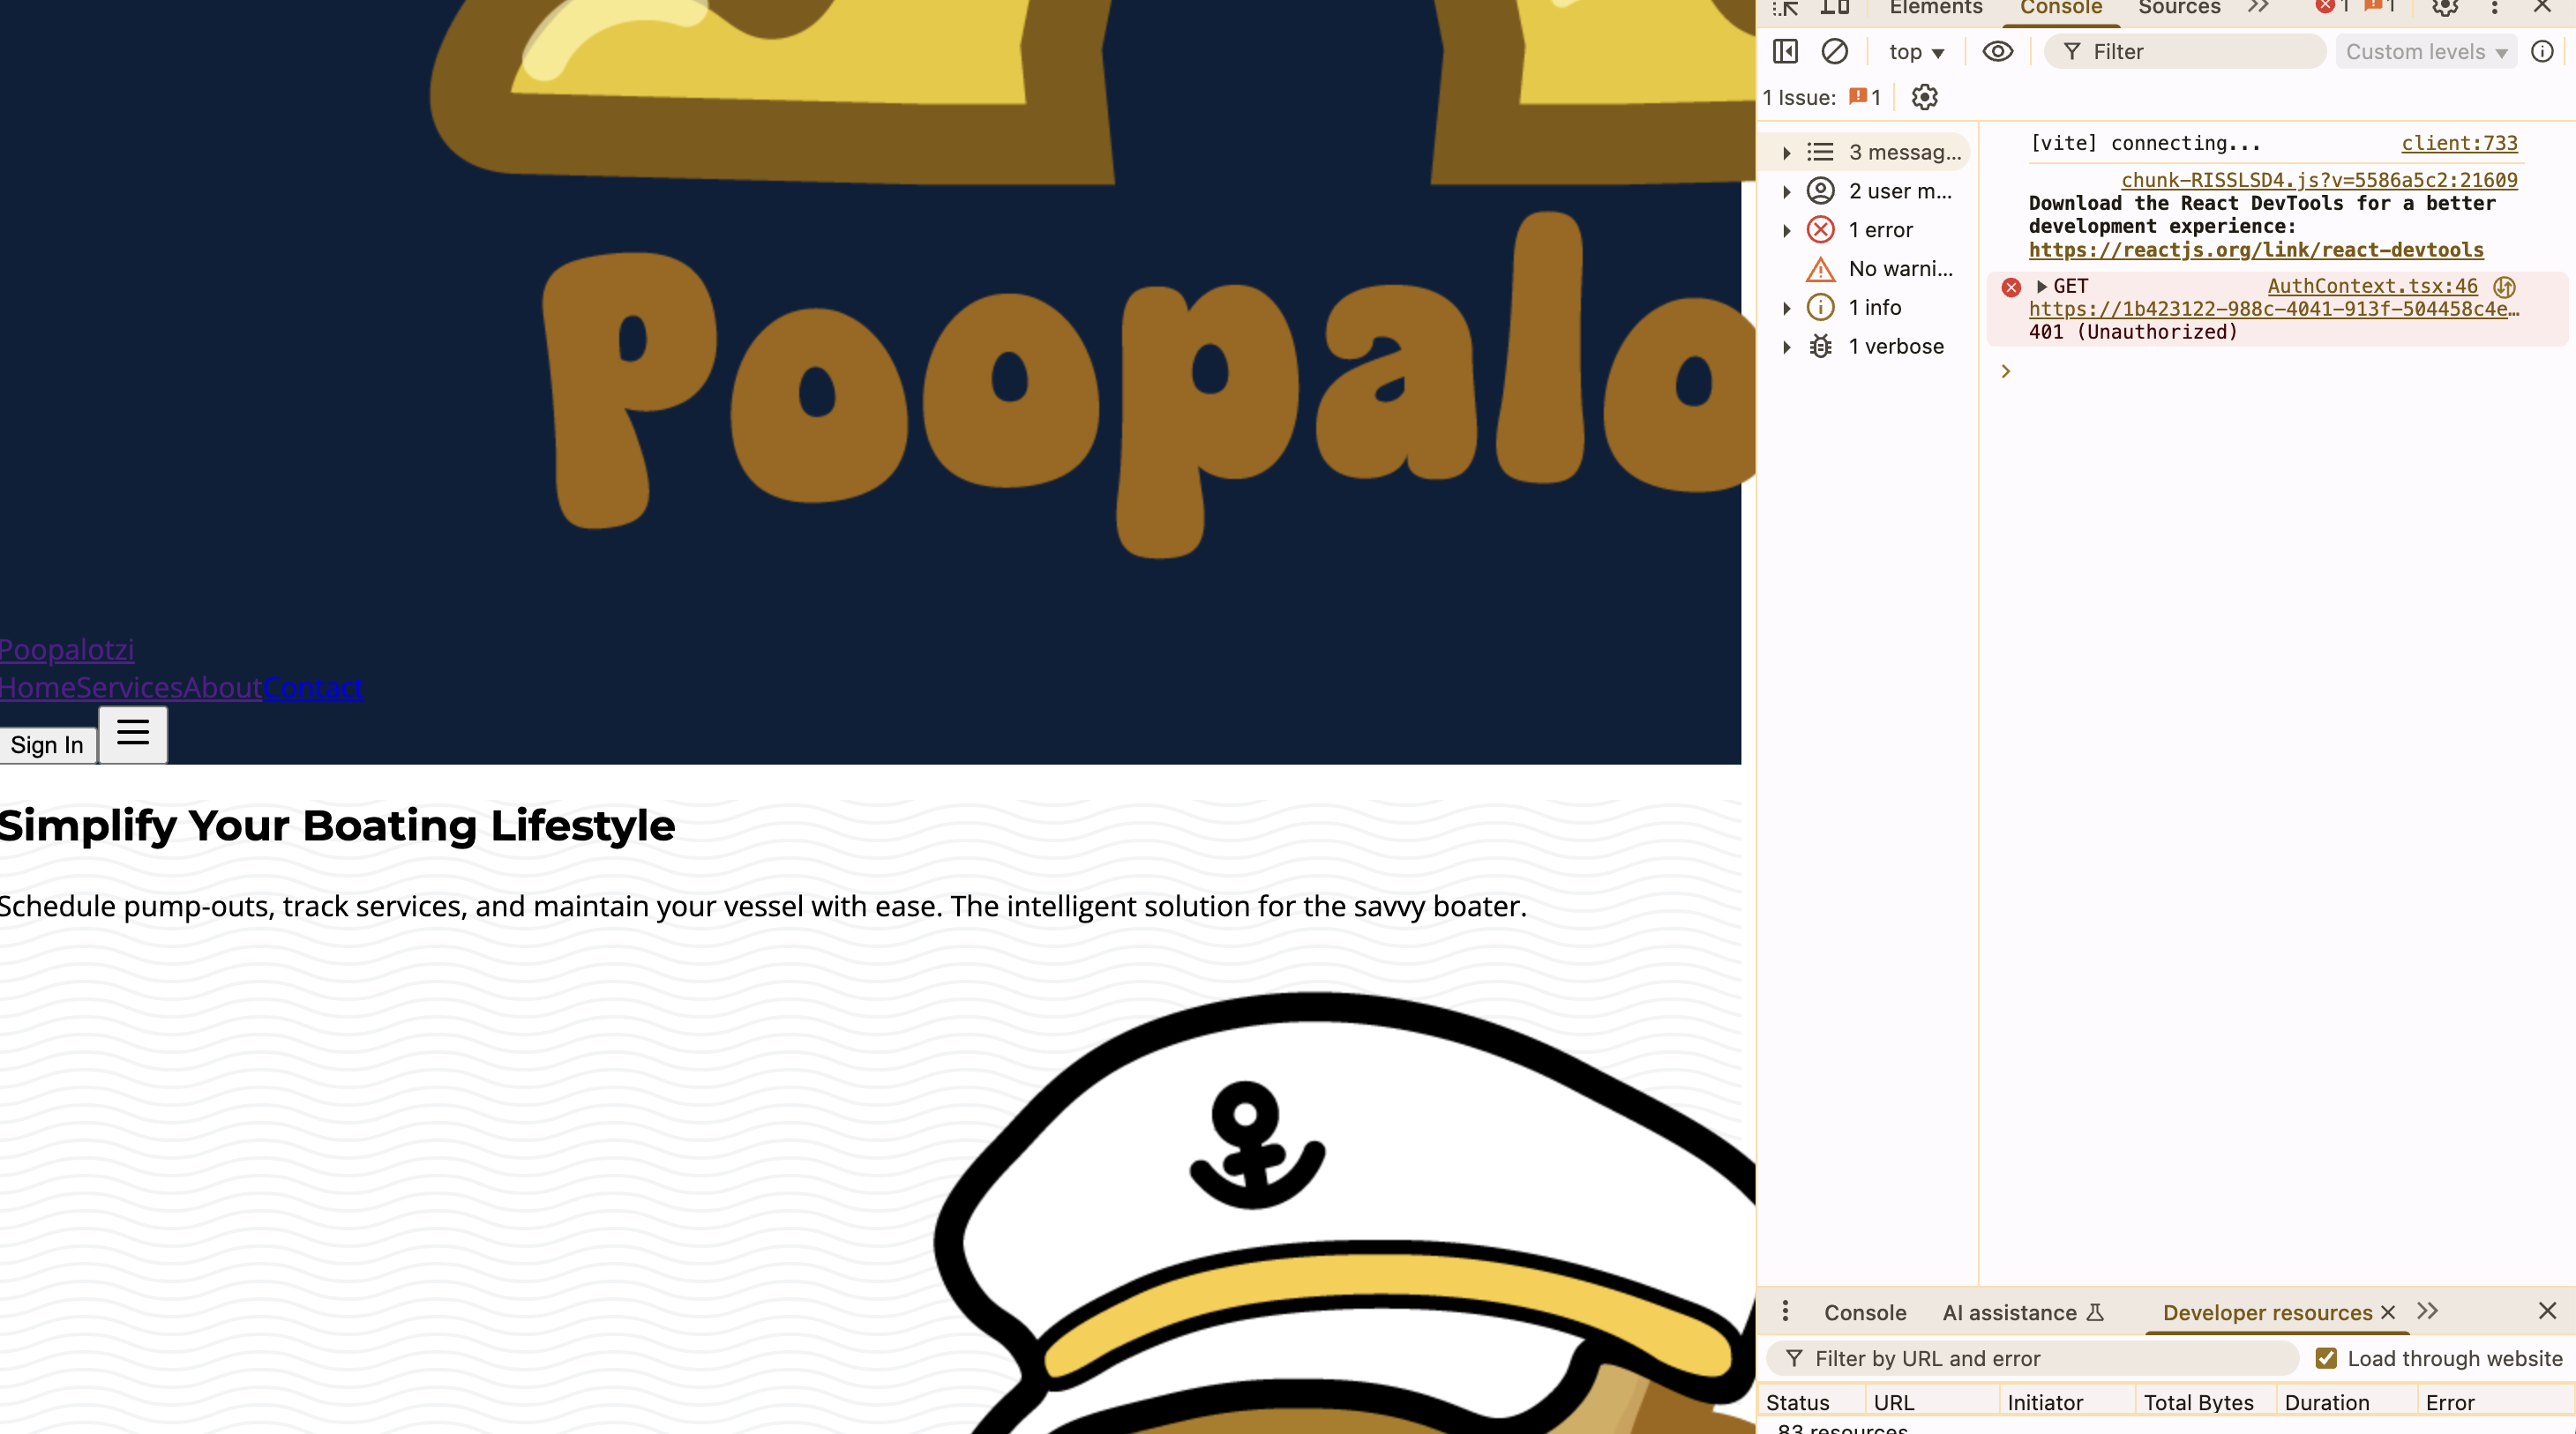 Poopalo
Poopalotzi
HomeServicesAboutContact
Sign In
Simplify Your Boating Lifestyle
Schedule pump-outs, track services, and maintain your vessel with ease. The intelligent solution for the savvy boater.
Elements Console Sources 1 1
top Filter Custom levels
1 Issue: 1
3 messag...
2 user m...
1 error
No warni...
1 info
1 verbose
[vite] connecting... client:733
chunk-RISSLSD4.js?v=5586a5c2:21609
Download the React DevTools for a better
development experience:
https://reactjs.org/link/react-devtools
GET AuthContext.tsx:46
https://1b423122-988c-4041-913f-504458c4e…
401 (Unauthorized)
Console AI assistance Developer resources
Filter by URL and error Load through website
Status URL Initiator Total Bytes Duration Error
83 resources